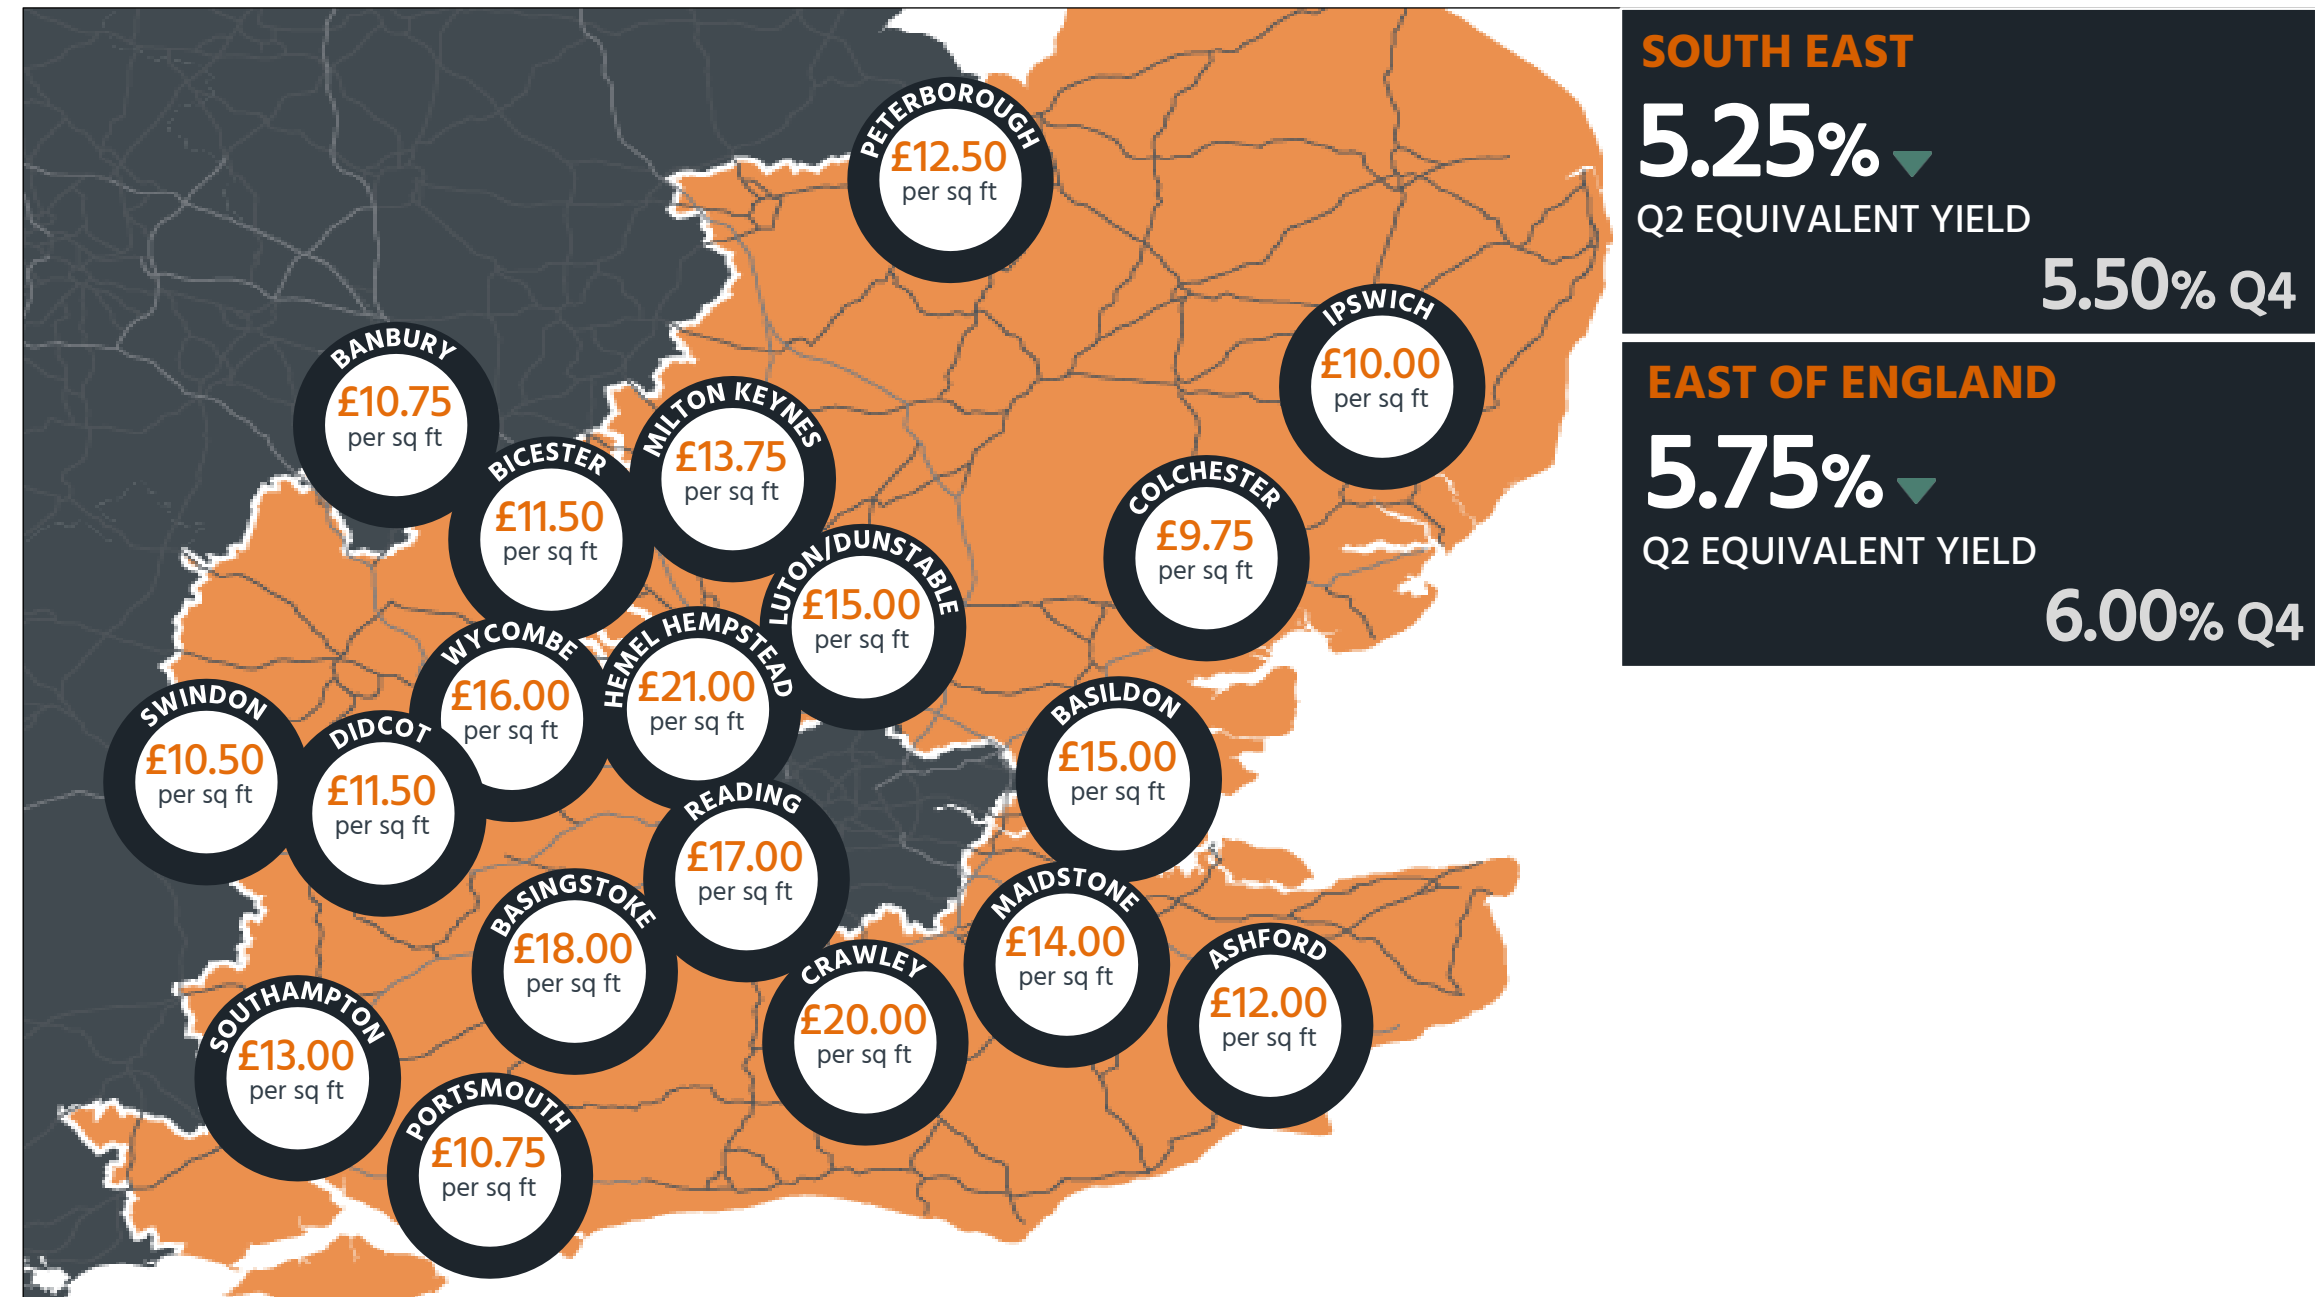 SOUTH EAST
5.25%
Q2 EQUIVALENT YIELD
5.50% Q4
EAST OF ENGLAND
5.75%
Q2 EQUIVALENT YIELD
6.00% Q4
PETERBOROUGH
£12.50
per sq ft
IPSWICH
£10.00
per sq ft
BANBURY
£10.75
per sq ft
MILTON KEYNES
£13.75
per sq ft
BICESTER
£11.50
per sq ft
COLCHESTER
£9.75
per sq ft
LUTON/DUNSTABLE
£15.00
per sq ft
WYCOMBE
£16.00
per sq ft
HEMEL HEMPSTEAD
£21.00
per sq ft
SWINDON
£10.50
per sq ft
DIDCOT
£11.50
per sq ft
BASILDON
£15.00
per sq ft
READING
£17.00
per sq ft
BASINGSTOKE
£18.00
per sq ft
MAIDSTONE
£14.00
per sq ft
CRAWLEY
£20.00
per sq ft
ASHFORD
£12.00
per sq ft
SOUTHAMPTON
£13.00
per sq ft
PORTSMOUTH
£10.75
per sq ft